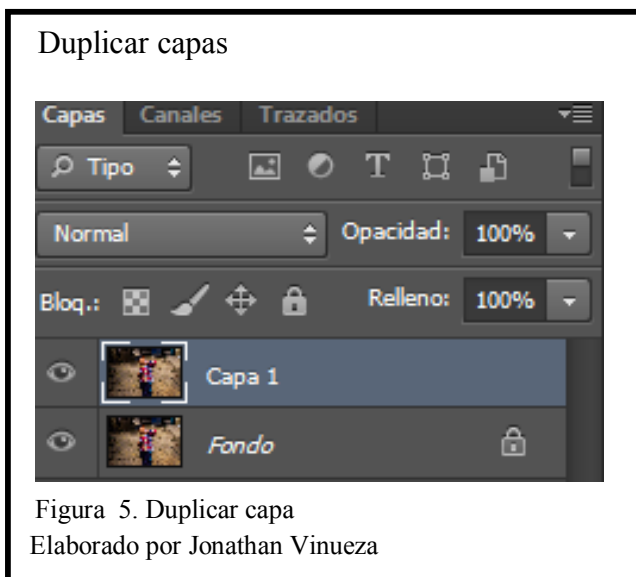 Duplicar capas
Capas Canales Trazados
Tipo
Normal Opacidad: 100%
Bloq.: Relleno: 100%
Capa 1
Fondo
Figura 5. Duplicar capa
Elaborado por Jonathan Vinueza